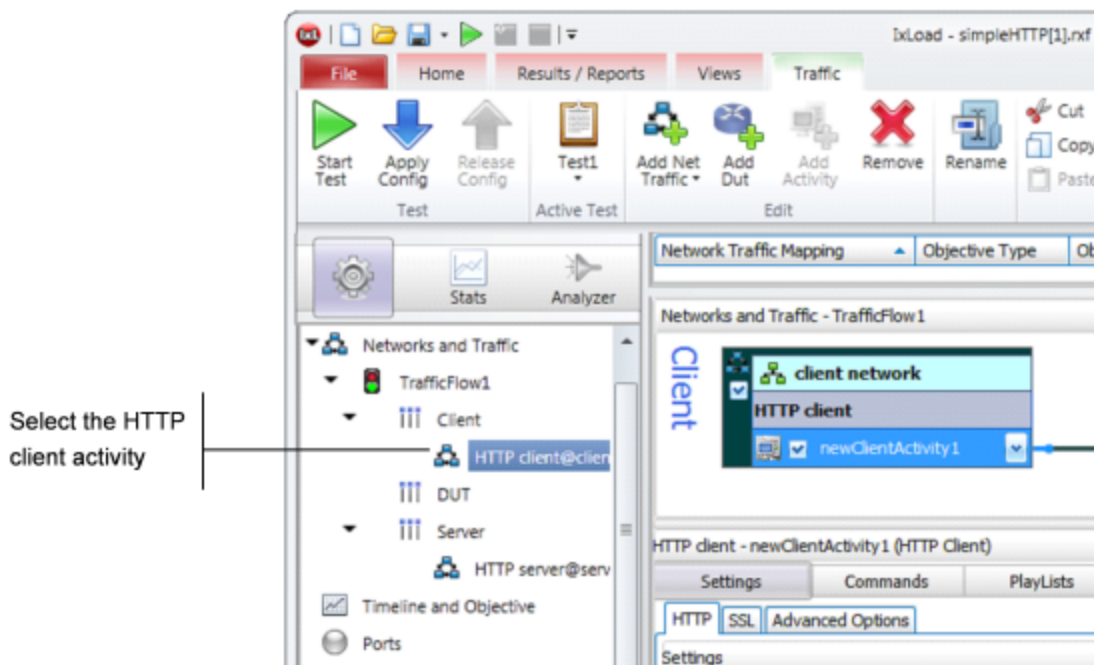 IxLoad - simpleHTTP[1].rxf
File Home Results / Reports Views Traffic
Start Test
Apply Config
Release Config
Test1
Add Net Traffic
Add Dut
Add Activity
Remove
Rename
Cut
Copy
Paste
Test Active Test Edit
Stats
Analyzer
Network Traffic Mapping Objective Type Ob
Networks and Traffic - TrafficFlow1
Client
client network
HTTP client
newClientActivity1
Networks and Traffic
TrafficFlow1
Client
HTTP client@clien
DUT
Server
HTTP server@serv
Timeline and Objective
Ports
Select the HTTP
client activity
HTTP client - newClientActivity1 (HTTP Client)
Settings Commands PlayLists
HTTP SSL Advanced Options
Settings